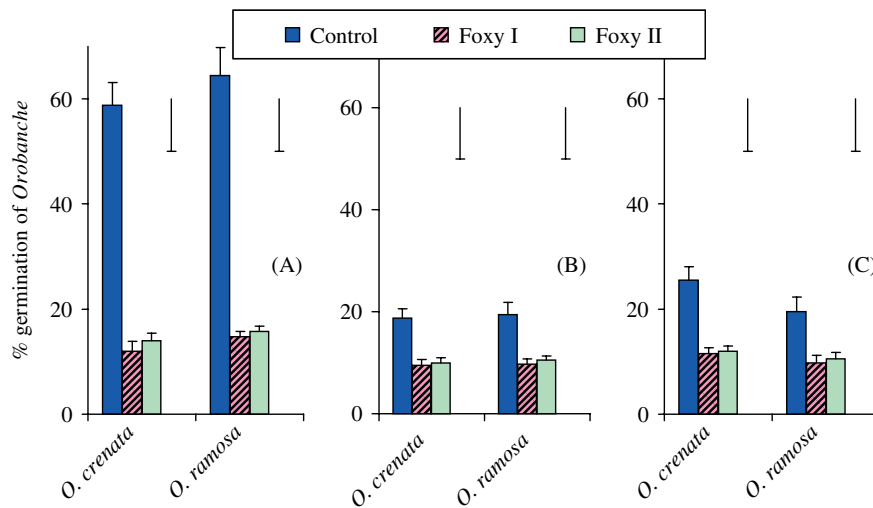 Control Foxy I Foxy II
% germination of Orobanche
60
40
20
0
(A)
O. crenata
O. ramosa
60
40
20
0
(B)
O. crenata
O. ramosa
60
40
20
0
(C)
O. crenata
O. ramosa